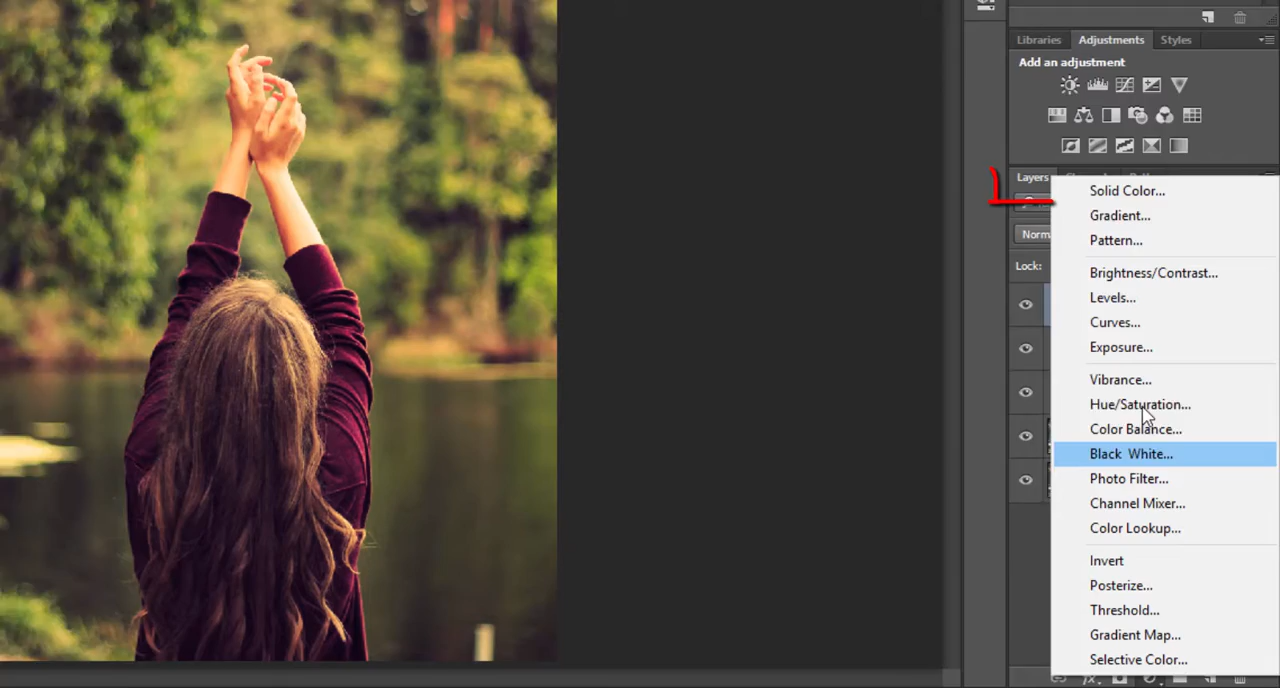 Libraries Adjustments Styles
Add an adjustment
Layers
Solid Color...
Gradient...
Pattern...
Norm
Lock:
Brightness/Contrast...
Levels...
Curves...
Exposure...
Vibrance...
Hue/Saturation...
Color Balance...
Black White...
Photo Filter...
Channel Mixer...
Color Lookup...
Invert
Posterize...
Threshold...
Gradient Map...
Selective Color...
fx